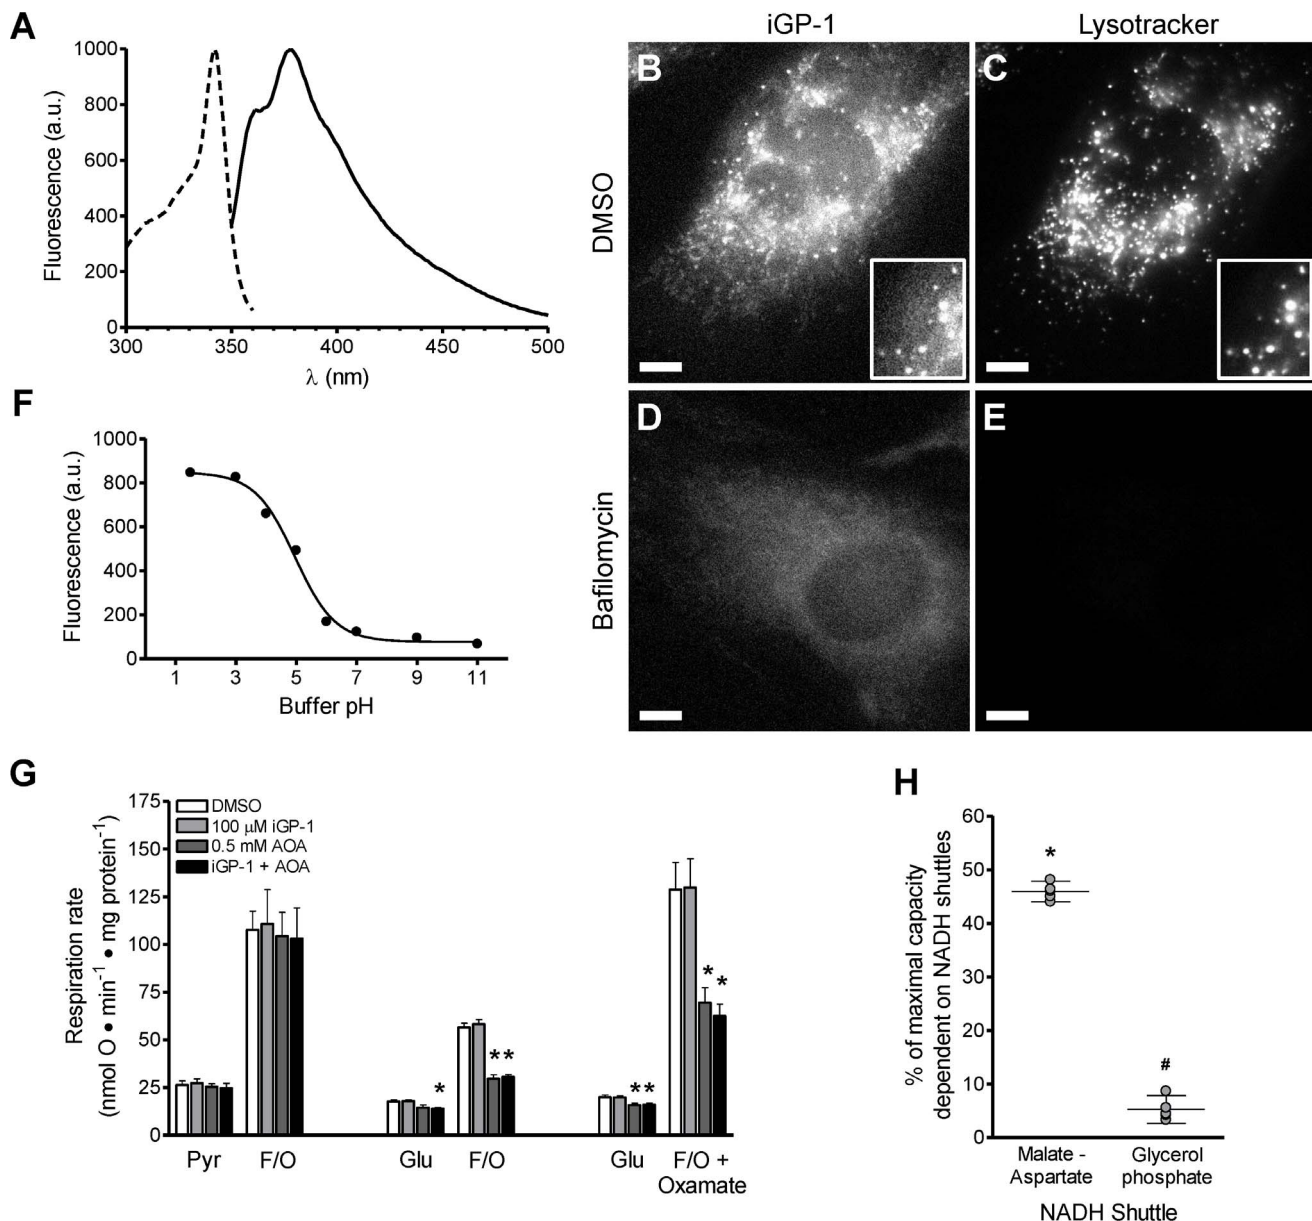 A
1000
800
600
400
200
0
Fluorescence (a.u.)
300 350 400 450 500
λ (nm)
iGP-1 Lysotracker
DMSO
B C
Bafilomycin
D E
F
1000
800
600
400
200
0
Fluorescence (a.u.)
1 3 5 7 9 11
Buffer pH
G
175
150
125
100
75
50
25
0
Respiration rate
(nmol O • min⁻¹ • mg protein⁻¹)
DMSO
100 μM iGP-1
0.5 mM AOA
iGP-1 + AOA
* ** ** * *
Pyr F/O Glu F/O Glu F/O +
Oxamate
H
60
50
40
30
20
10
0
% of maximal capacity
dependent on NADH shuttles
*
#
Malate -
Aspartate
Glycerol
phosphate
NADH Shuttle